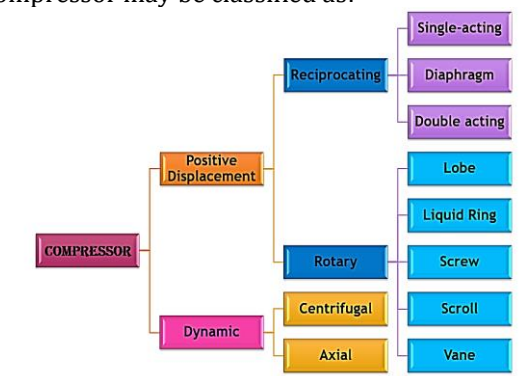 ompressor may be classified as:
Single-acting
Reciprocating
Diaphragm
Double acting
Positive
Displacement
Lobe
Liquid Ring
COMPRESSOR
Rotary
Screw
Centrifugal
Scroll
Dynamic
Axial
Vane